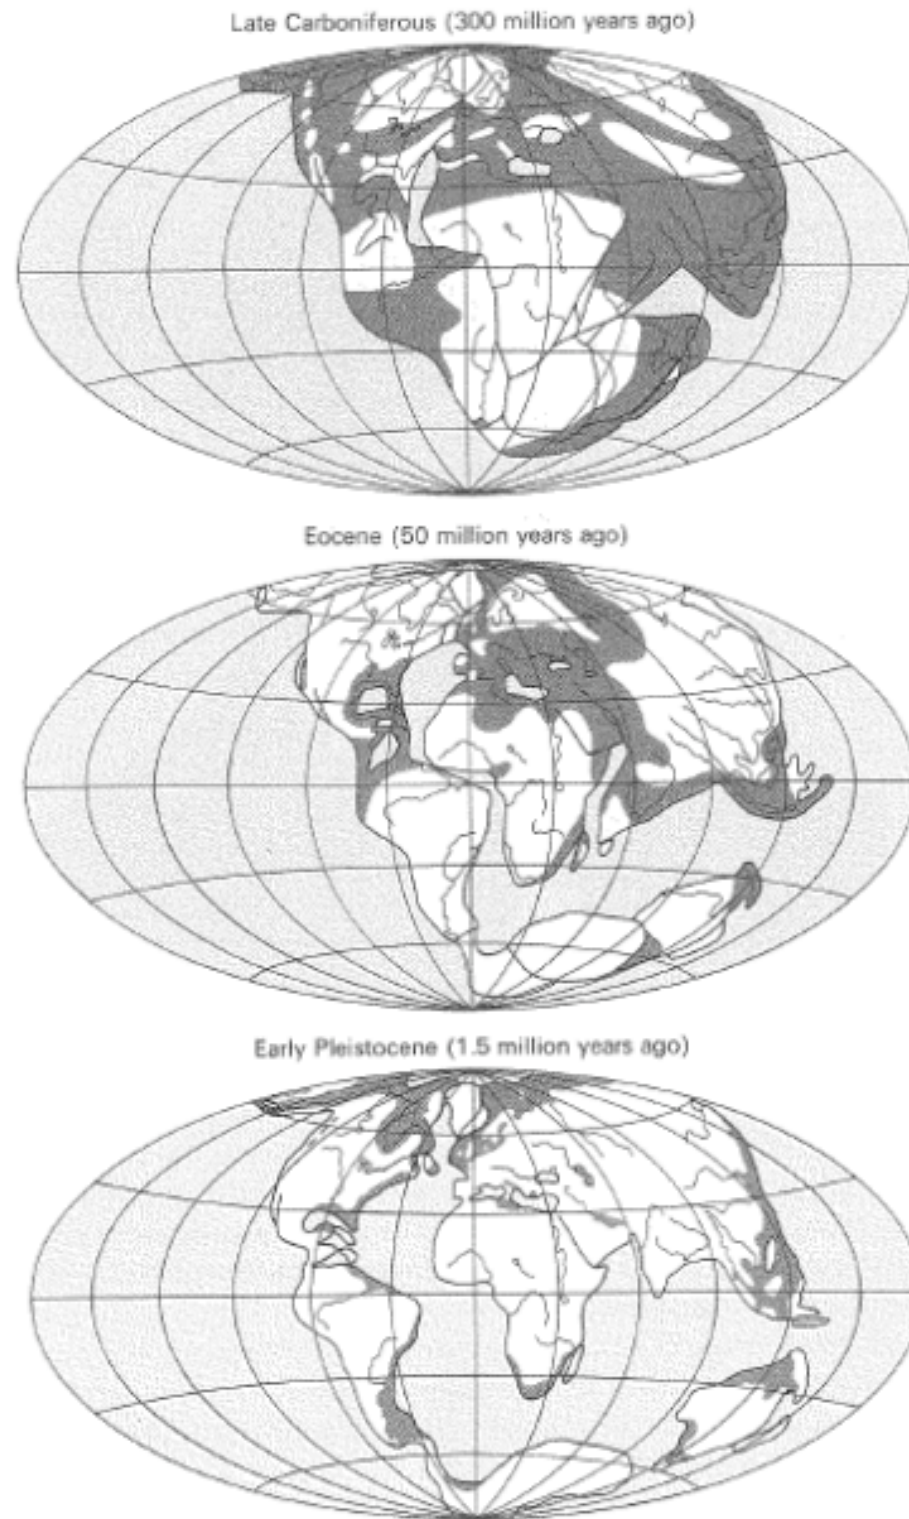 Late Carboniferous (300 million years ago)
Eocene (50 million years ago)
Early Pleistocene (1.5 million years ago)